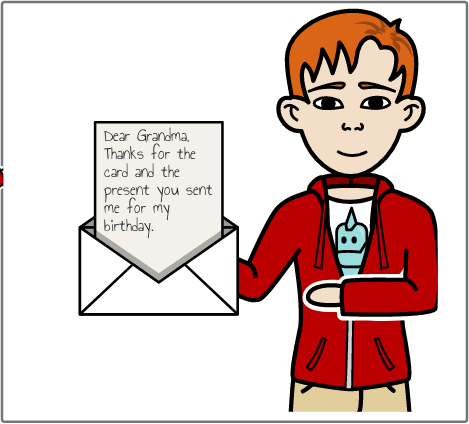 Dear Grandma,
Thanks for the
card and the
present you sent
me for my
birthday.